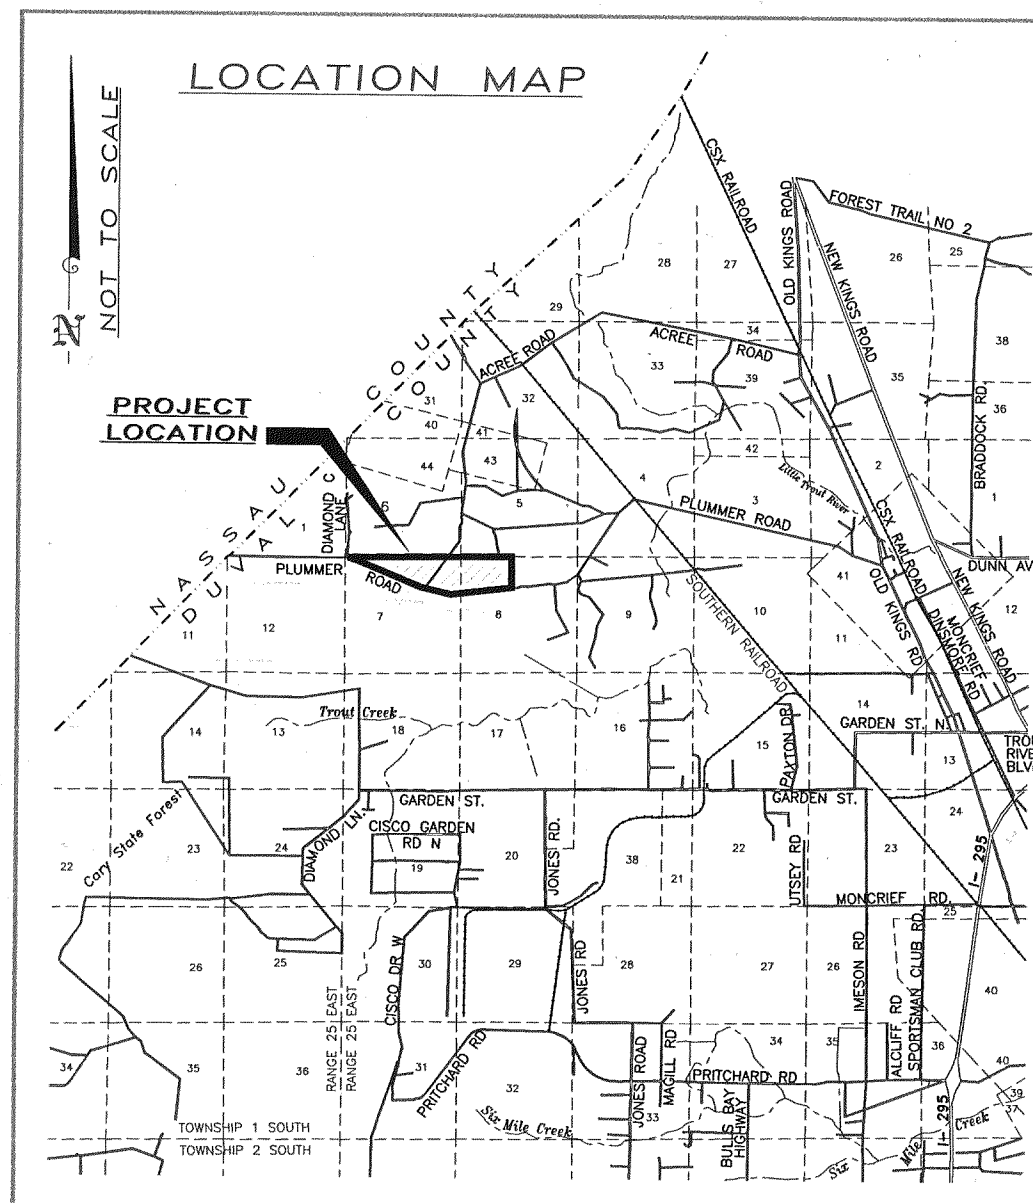 LOCATION MAP
NOT TO SCALE
N
CSX RAILROAD
OLD KINGS ROAD
FOREST TRAIL NO 2
NEW KINGS ROAD
28
27
26
25
NASSAU COUNTY
DUVAL COUNTY
29
ACREE ROAD
ACREE ROAD
34
33
39
35
38
36
BRADDOCK RD.
PROJECT
LOCATION
31
32
40
41
43
44
42
2
DIAMOND C
LANE
1
6
5
4
3
Little Trout River
1
PLUMMER ROAD
CSX RAILROAD
DUNN AV
PLUMMER
ROAD
7
8
9
10
SOUTHERN RAILROAD
41
OLD KINGS RD
NEW KINGS ROAD
MONCRIEF
DINSMORE RD
12
11
12
11
Trout Creek
14
13
18
17
16
15
PAXTON DR
14
GARDEN ST. N.
13
TROU
RIVE
BLV
Cary State Forest
GARDEN ST.
GARDEN ST.
24
CISCO GARDEN
RD N
19
22
23
24
DIAMOND LN.
20
JONES RD.
38
21
22
UTSEY RD
23
I-295
MONCRIEF RD.
25
26
25
RANGE 25 EAST
RANGE 25 EAST
CISCO DR W
30
29
JONES RD
28
27
26
IMESON RD
ALCLIFF RD
SPORTSMAN CLUB RD.
40
34
35
36
31
PRITCHARD RD
32
JONES ROAD
33
MAGILL RD
34
35
36
40
39
37
PRITCHARD RD
BULLS BAY
HIGHWAY
I-295
Six Mile Creek
Six Mile Creek
TOWNSHIP 1 SOUTH
TOWNSHIP 2 SOUTH